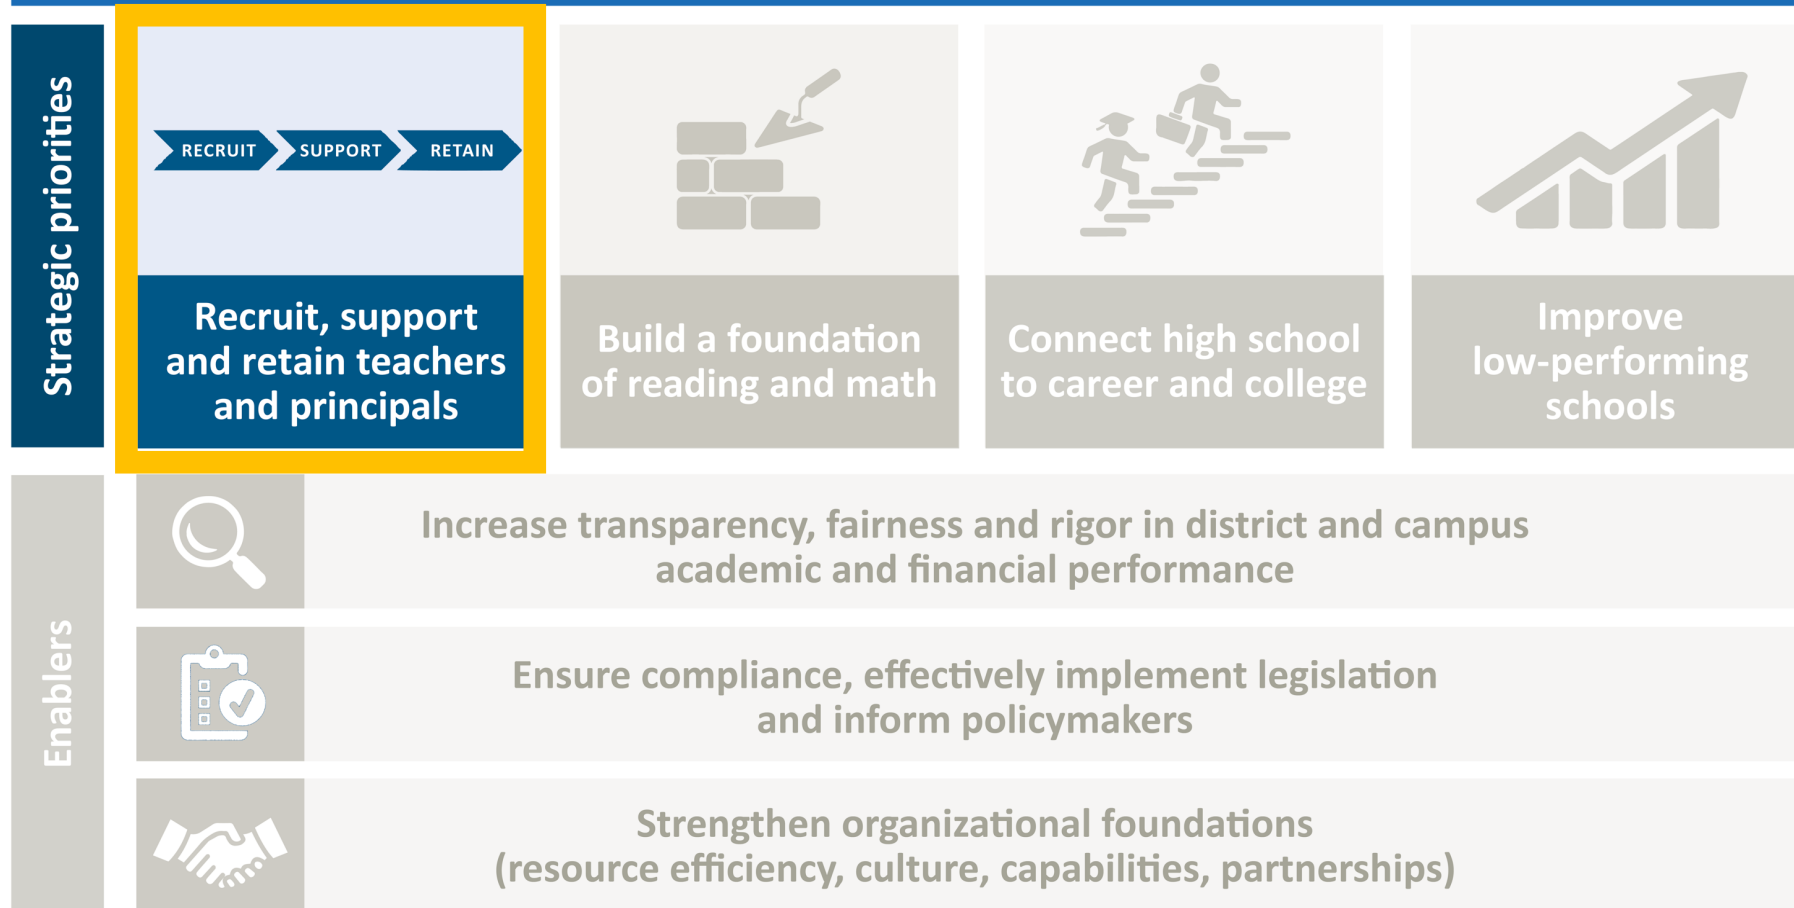 Strategic priorities
RECRUIT
SUPPORT
RETAIN
Recruit, support
and retain teachers
and principals
Build a foundation
of reading and math
Connect high school
to career and college
Improve
low-performing
schools
Enablers
Increase transparency, fairness and rigor in district and campus
academic and financial performance
Ensure compliance, effectively implement legislation
and inform policymakers
Strengthen organizational foundations
(resource efficiency, culture, capabilities, partnerships)